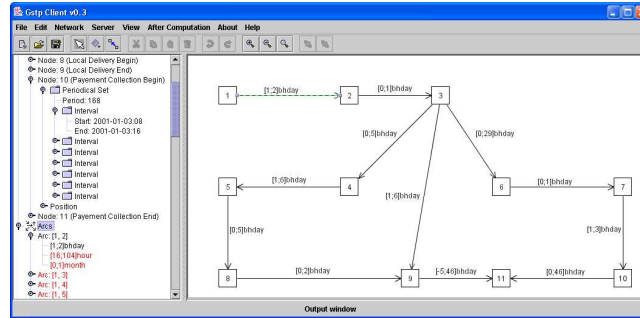 Gstp Client v0.3
File Edit Network Server View After Computation About Help
Node: 8 (Local Delivery Begin)
Node: 9 (Local Delivery End)
Node: 10 (Payement Collection Begin)
Periodical Set
Period: 168
Interval
Start: 2001-01-03:08
End: 2001-01-03:16
Interval
Interval
Interval
Interval
Interval
Interval
Position
Node: 11 (Payement Collection End)
Arcs
Arc: [1, 2]
[1;2]bhday
[16;104]hour
[0;1]month
Arc: [1, 3]
Arc: [1, 4]
Arc: [1, 5]
1 [1;2]bhday 2 [0;1]bhday 3
[0;5]bhday [0;29]bhday
5 [1;6]bhday 4 [1;6]bhday 6 [0;1]bhday 7
[0;5]bhday [1;3]bhday
8 [0;2]bhday 9 [-5;46]bhday 11 [0;46]bhday 10
Output window